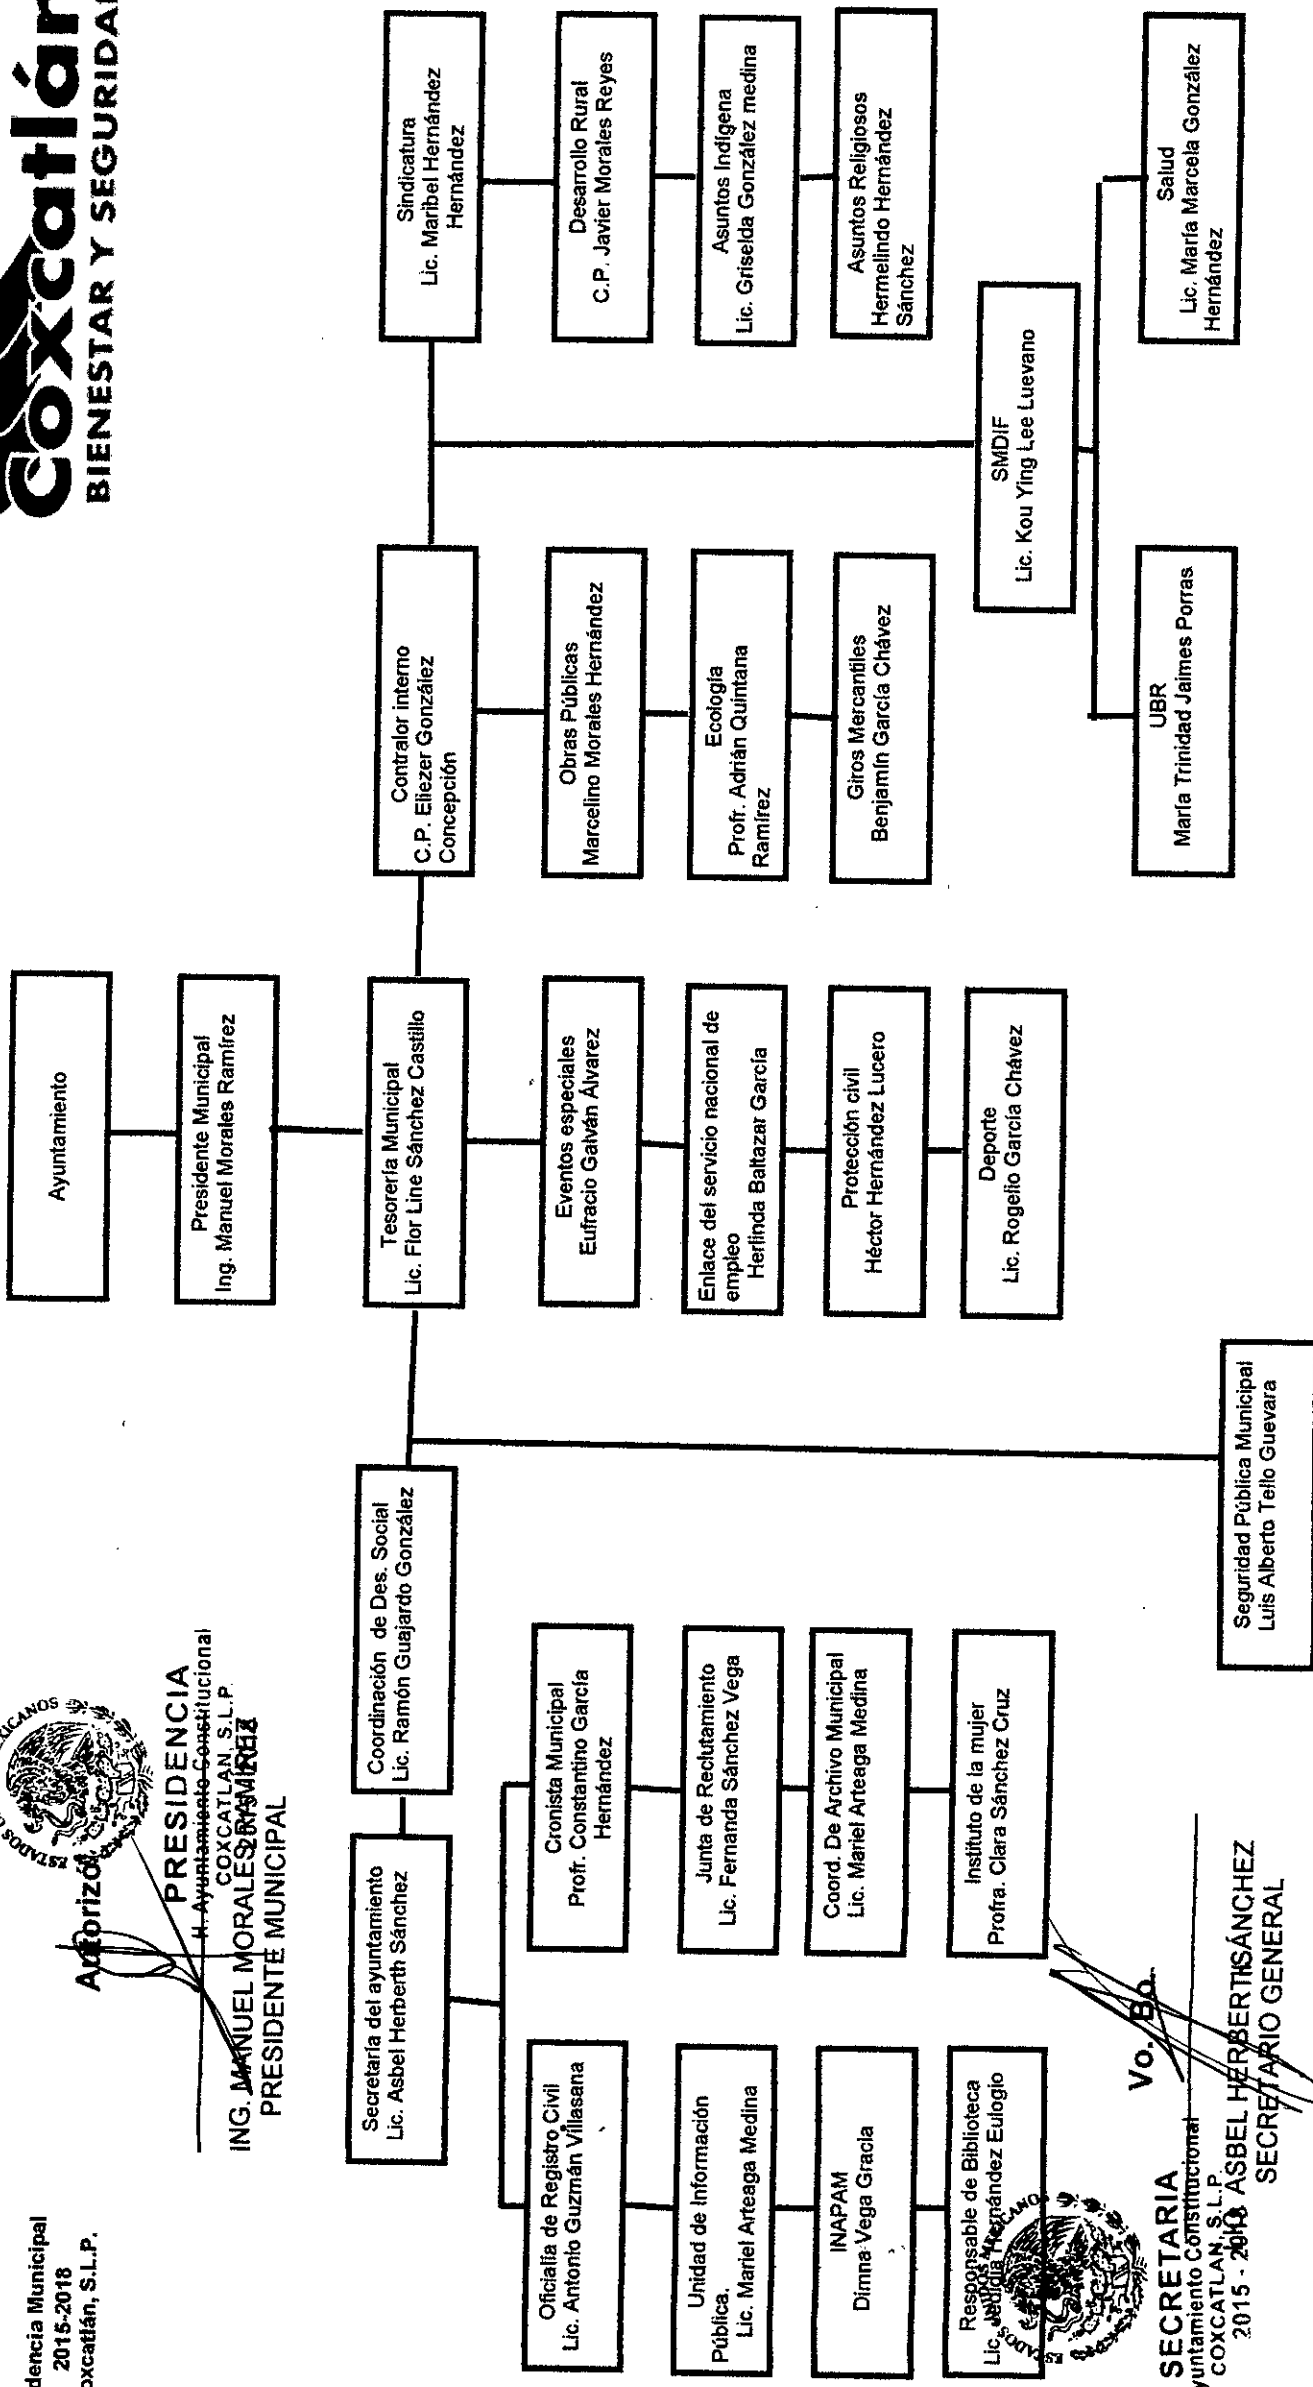 dencia Municipal
2015-2018
oxcatlán, S.L.P.
Autorizó
PRESIDENCIA
H. Ayuntamiento Constitucional
COXCATLAN, S.L.P.
ING. MANUEL MORALES RAMÍREZ
PRESIDENTE MUNICIPAL
Coxcatlán
BIENESTAR Y SEGURIDA
Ayuntamiento
Presidente Municipal
Ing. Manuel Morales Ramírez
Secretaría del ayuntamiento
Lic. Asbel Herberth Sánchez
Coordinación de Des. Social
Lic. Ramón Guajardo González
Tesorería Municipal
Lic. Flor Line Sánchez Castillo
Contralor interno
C.P. Eliezer González
Concepción
Sindicatura
Lic. Maribel Hernández
Hernández
Oficialía de Registro Civil
Lic. Antonio Guzmán Villasana
Cronista Municipal
Profr. Constantino García
Hernández
Eventos especiales
Eufracio Galván Álvarez
Obras Públicas
Marcelino Morales Hernández
Desarrollo Rural
C.P. Javier Morales Reyes
Unidad de Información
Pública.
Lic. Mariel Arteaga Medina
Junta de Reclutamiento
Lic. Fernanda Sánchez Vega
Enlace del servicio nacional de
empleo
Herlinda Baltazar García
Ecología
Profr. Adrián Quintana
Ramírez
Asuntos Indígena
Lic. Griselda González medina
INAPAM
Dimna Vega Gracia
Coord. De Archivo Municipal
Lic. Mariel Arteaga Medina
Protección civil
Héctor Hernández Lucero
Giros Mercantiles
Benjamín García Chávez
Asuntos Religiosos
Hermelindo Hernández
Sánchez
Responsable de Biblioteca
Lic. Hernández Eulogio
Instituto de la mujer
Profra. Clara Sánchez Cruz
Deporte
Lic. Rogelio García Chávez
SMDIF
Lic. Kou Ying Lee Luevano
UBR
María Trinidad Jaimes Porras
Salud
Lic. María Marcela González
Hernández
Seguridad Pública Municipal
Luis Alberto Tello Guevara
Vo. Bo.
SECRETARIA
yuntamiento Constitucional
COXCATLAN, S.L.P.
2015 - 2018
ASBEL HERBERTH SÁNCHEZ
SECRETARIO GENERAL